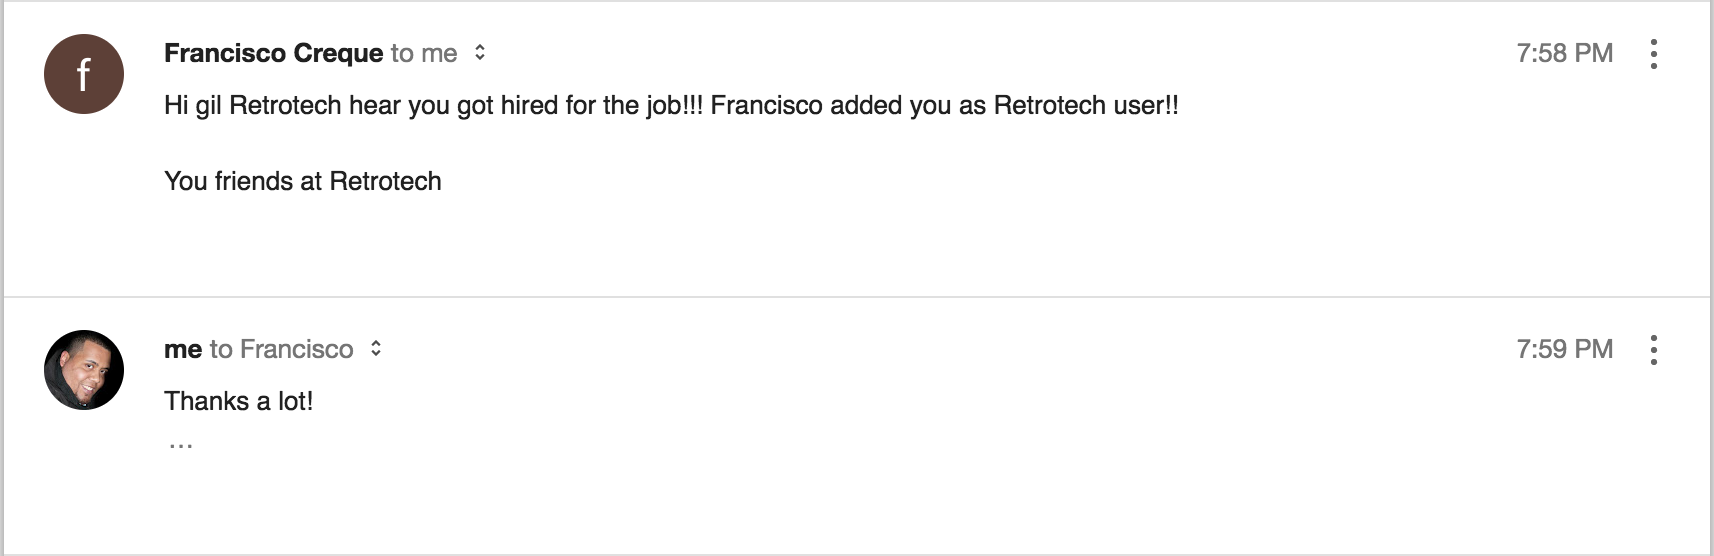 f
Francisco Creque to me
7:58 PM
Hi gil Retrotech hear you got hired for the job!!! Francisco added you as Retrotech user!!
You friends at Retrotech
me to Francisco
7:59 PM
Thanks a lot!
...